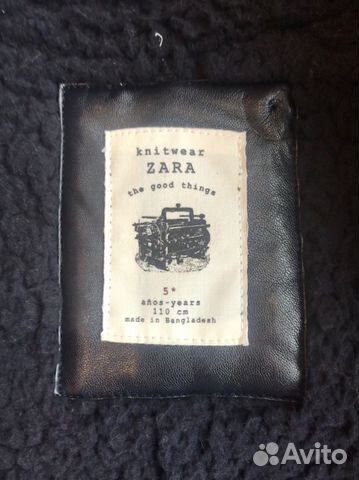 knitwear
ZARA
the good things
5*
años-years
110 cm
made in Bangladesh
Avito